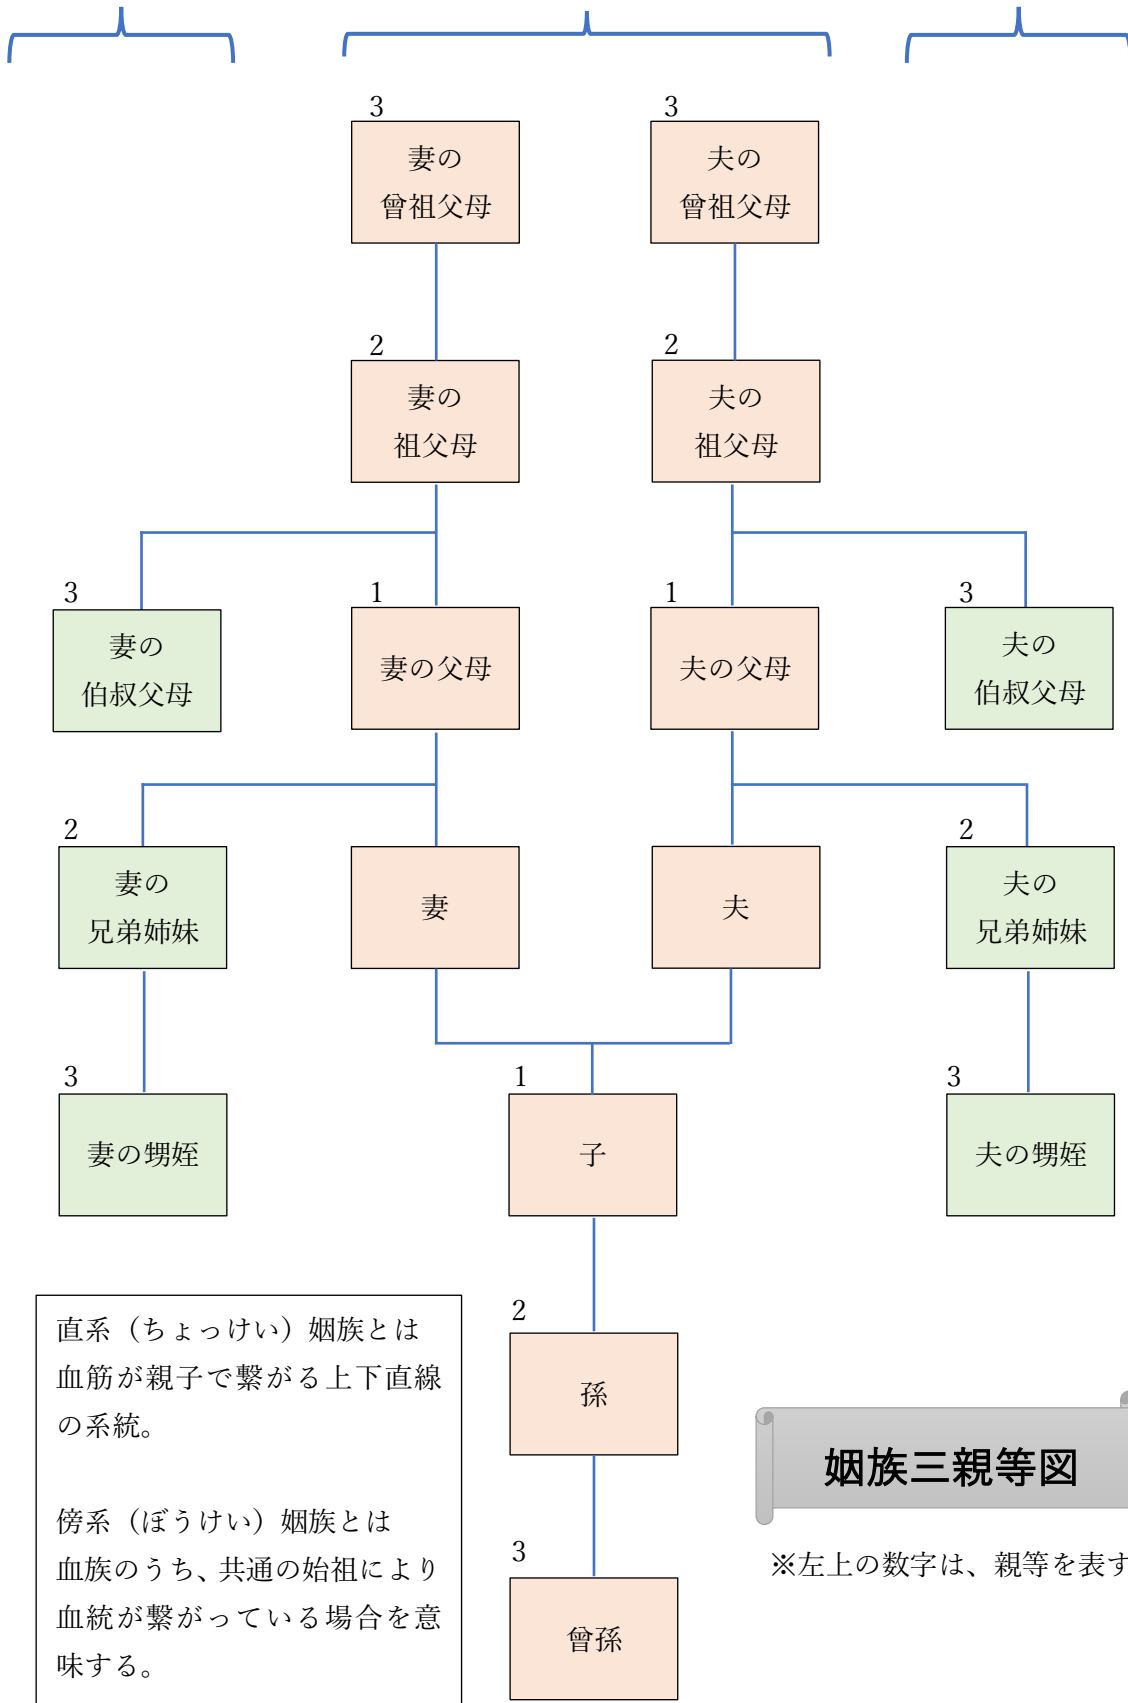 3
妻の
曾祖父母
3
夫の
曾祖父母
2
妻の
祖父母
2
夫の
祖父母
3
妻の
伯叔父母
1
妻の父母
1
夫の父母
3
夫の
伯叔父母
2
妻の
兄弟姉妹
妻
夫
2
夫の
兄弟姉妹
3
妻の甥姪
1
子
3
夫の甥姪
2
孫
3
曾孫
直系（ちょっけい）姻族とは
血筋が親子で繋がる上下直線
の系統。
傍系（ぼうけい）姻族とは
血族のうち、共通の始祖により
血統が繋がっている場合を意
味する。
姻族三親等図
※左上の数字は、親等を表す